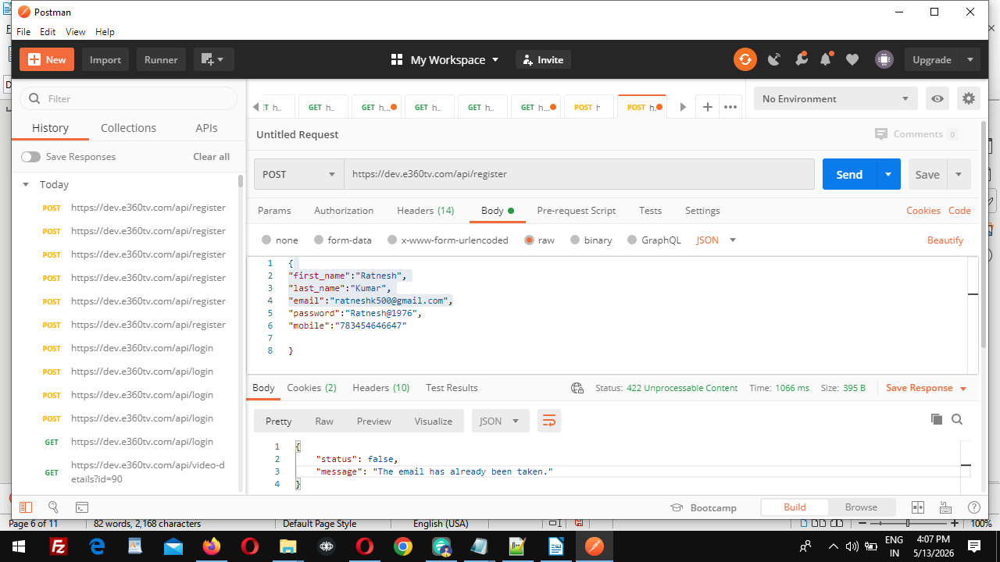 Postman
File Edit View Help
New Import Runner My Workspace Invite Upgrade
Filter
History Collections APIs
Save Responses Clear all
Today
POST https://dev.e360tv.com/api/register
POST https://dev.e360tv.com/api/register
POST https://dev.e360tv.com/api/register
POST https://dev.e360tv.com/api/register
POST https://dev.e360tv.com/api/register
POST https://dev.e360tv.com/api/register
POST https://dev.e360tv.com/api/login
POST https://dev.e360tv.com/api/login
POST https://dev.e360tv.com/api/login
POST https://dev.e360tv.com/api/login
GET https://dev.e360tv.com/api/login
GET https://dev.e360tv.com/api/video-d
etails?id=90
GET h.. GET h... GET h.. GET h.. GET h... POST h POST h. + ••• No Environment
Untitled Request Comments 0
POST https://dev.e360tv.com/api/register Send Save
Params Authorization Headers (14) Body Pre-request Script Tests Settings Cookies Code
none form-data x-www-form-urlencoded raw binary GraphQL JSON Beautify
1 {
2 "first_name":"Ratnesh",
3 "last_name":"Kumar",
4 "email":"ratneshk500@gmail.com",
5 "password":"Ratnesh@1976",
6 "mobile":"783454646647"
7
8 }
Body Cookies (2) Headers (10) Test Results Status: 422 Unprocessable Content Time: 1066 ms Size: 395 B Save Response
Pretty Raw Preview Visualize JSON
1 {
2 "status": false,
3 "message": "The email has already been taken."
4 }
Bootcamp Build Browse
Page 6 of 11 82 words, 2,168 characters Default Page Style English (USA) 100%
ENG
IN
4:07 PM
5/13/2026